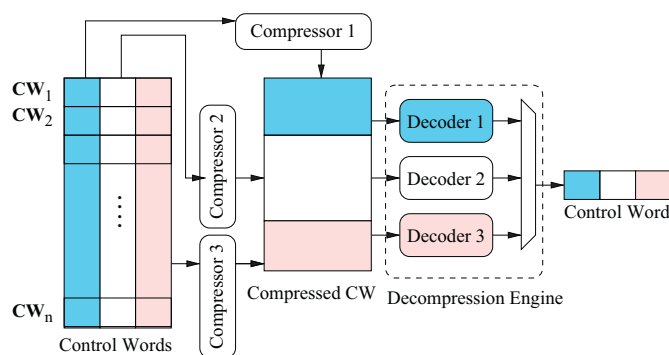 Compressor 1
CW1
CW2
Compressor 2
Decoder 1
Decoder 2
Decoder 3
Control Word
Compressor 3
CWn
Compressed CW
Decompression Engine
Control Words